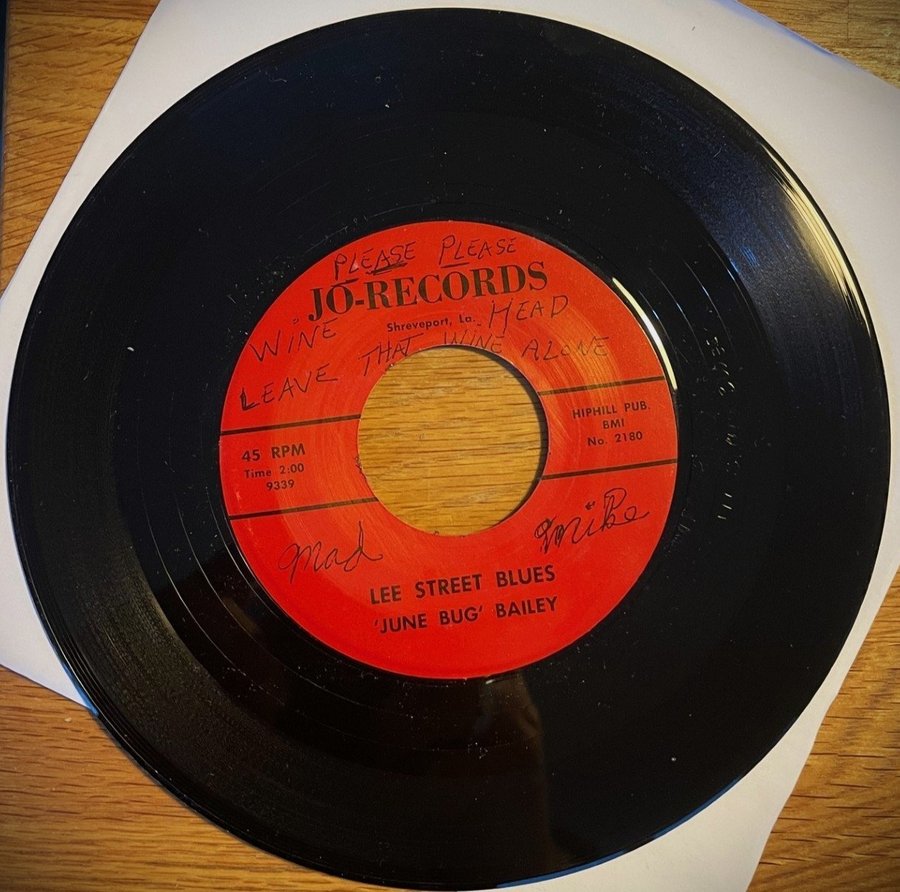 PLEASE PLEASE
JO-RECORDS
Shreveport, La.
WINE HEAD
LEAVE THAT WINE ALONE
45 RPM
Time 2:00
9339
HIPHILL PUB.
BMI
No. 2180
Mad Mike
LEE STREET BLUES
'JUNE BUG' BAILEY